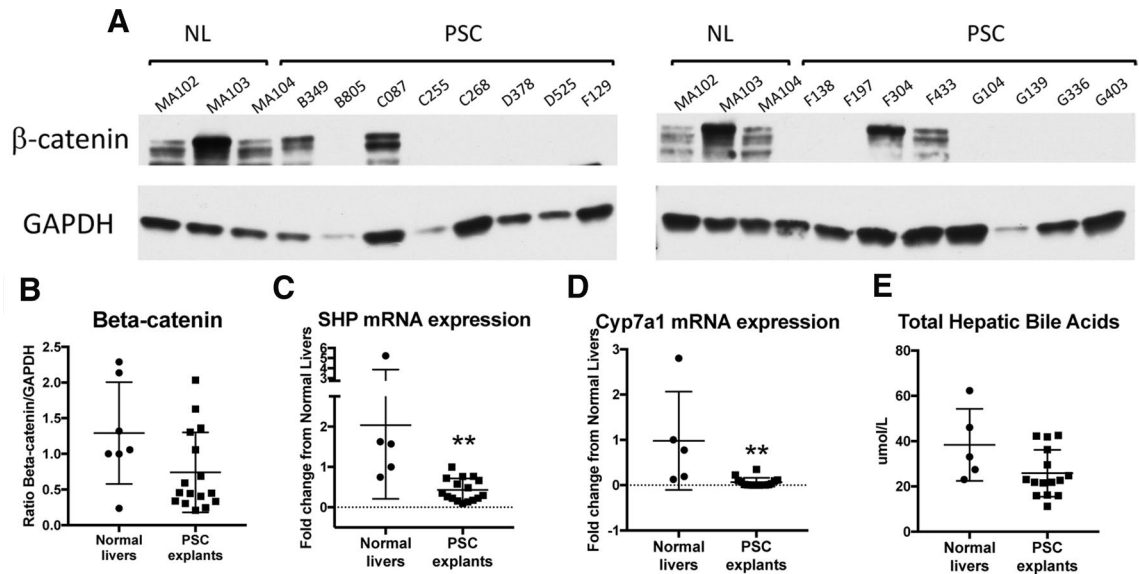 A
NL PSC NL PSC
MA102 MA103 MA104 B349 B805 C087 C255 C268 D378 D525 F129 MA102 MA103 MA104 F138 F197 F304 F433 G104 G139 G336 G403
β-catenin
GAPDH
B
Beta-catenin
Ratio Beta-catenin/GAPDH
2.5
2.0
1.5
1.0
0.5
0.0
Normal livers
PSC explants
C
SHP mRNA expression
Fold change from Normal Livers
6
5
4
3
2
1
0
**
Normal livers
PSC explants
D
Cyp7a1 mRNA expression
Fold change from Normal Livers
3
2
1
0
-1
**
Normal livers
PSC explants
E
Total Hepatic Bile Acids
umol/L
80
60
40
20
0
Normal livers
PSC explants